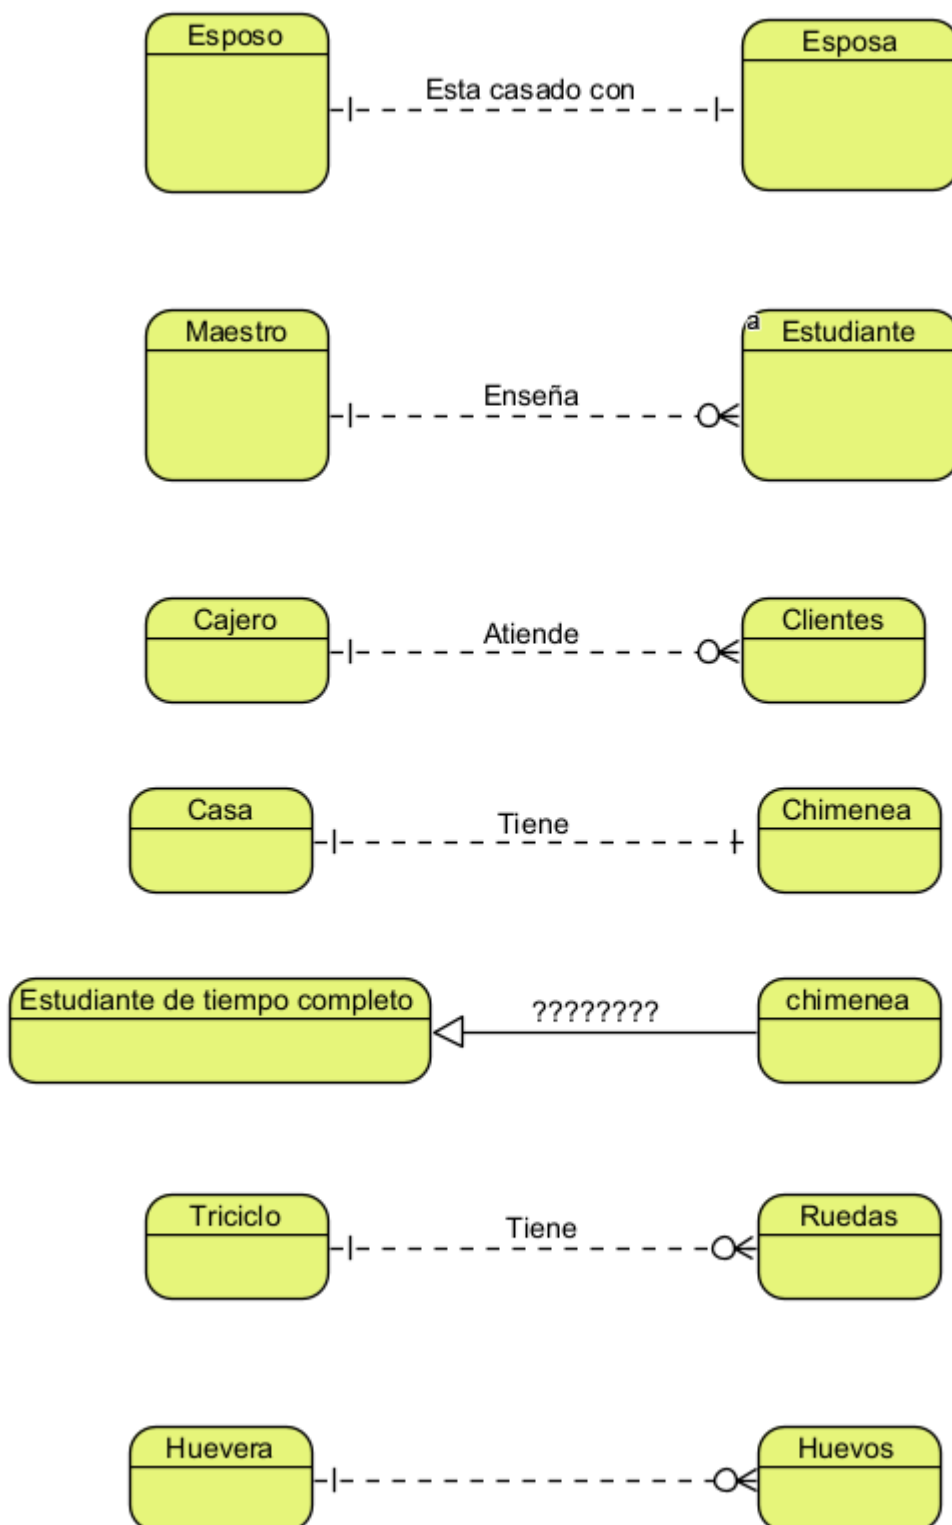 Esposo
Esta casado con
Esposa
Maestro
Enseña
a
Estudiante
Cajero
Atiende
Clientes
Casa
Tiene
Chimenea
Estudiante de tiempo completo
????????
chimenea
Triciclo
Tiene
Ruedas
Huevera
Huevos